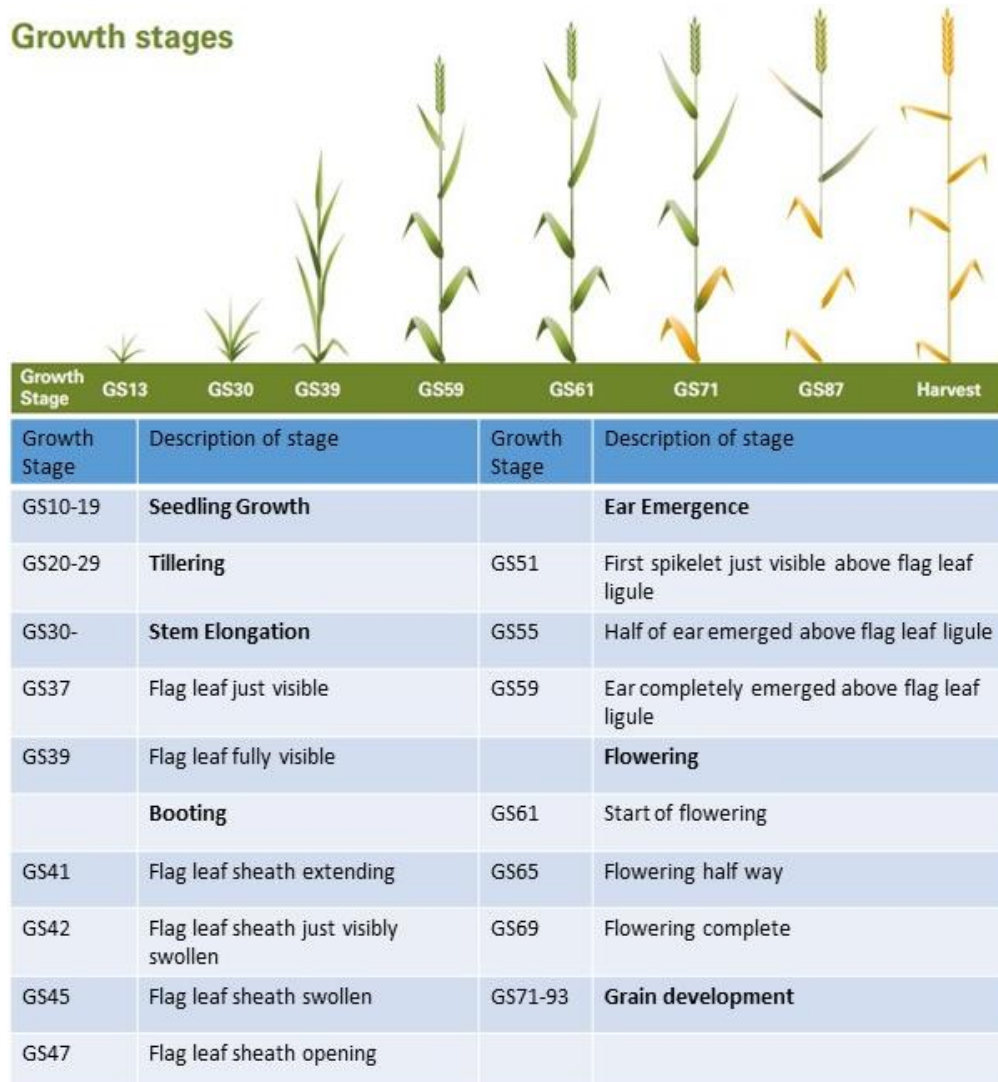 Growth stages
Growth
Stage
GS13
GS30
GS39
GS59
GS61
GS71
GS87
Harvest
Growth
Stage
Description of stage
Growth
Stage
Description of stage
GS10-19
Seedling Growth
Ear Emergence
GS20-29
Tillering
GS51
First spikelet just visible above flag leaf
ligule
GS30-
Stem Elongation
GS55
Half of ear emerged above flag leaf ligule
GS37
Flag leaf just visible
GS59
Ear completely emerged above flag leaf
ligule
GS39
Flag leaf fully visible
Flowering
Booting
GS61
Start of flowering
GS41
Flag leaf sheath extending
GS65
Flowering half way
GS42
Flag leaf sheath just visibly
swollen
GS69
Flowering complete
GS45
Flag leaf sheath swollen
GS71-93
Grain development
GS47
Flag leaf sheath opening